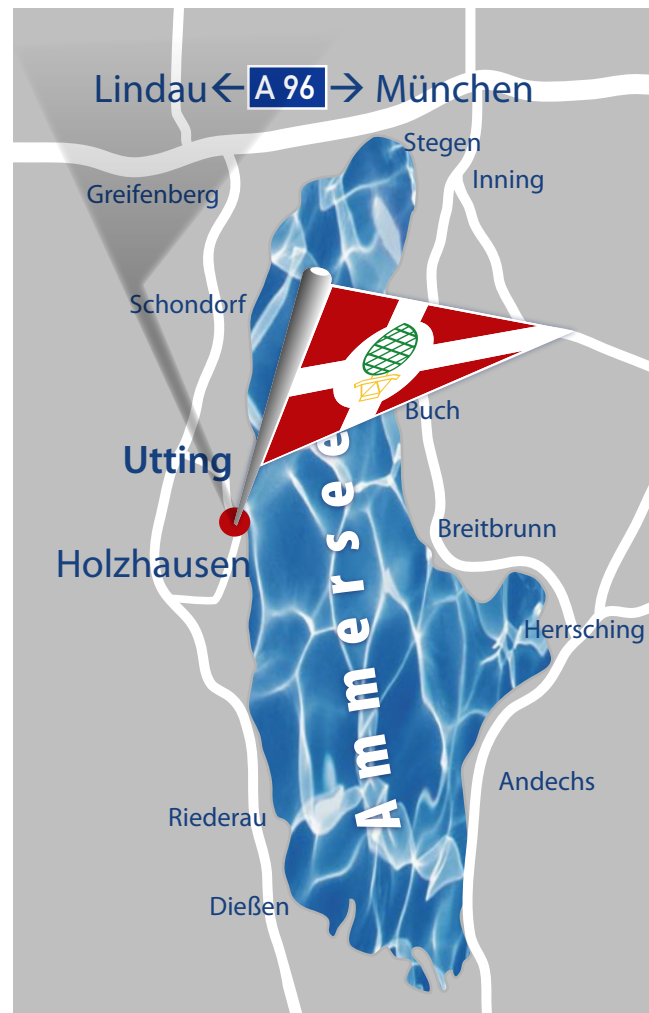 Lindau ← A 96 → München
Stegen
Inning
Greifenberg
Schondorf
Buch
Utting
Breitbrunn
Holzhausen
Herrsching
Ammersee
Andechs
Riederau
Dießen